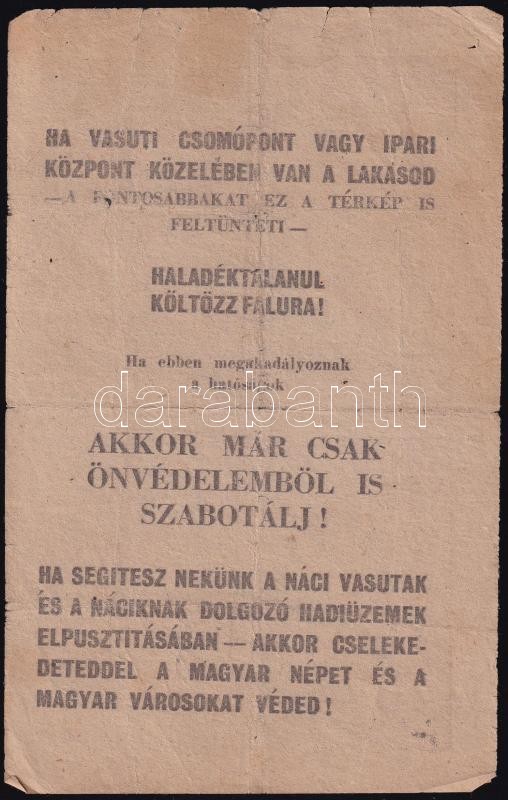 HA VASUTI CSOMÓPONT VAGY IPARI
KÖZPONT KÖZELÉBEN VAN A LAKÁSOD
—A FONTOSABBAKAT EZ A TÉRKÉP IS
FELTÜNTETI—
HALADÉKTALANUL
KÖLTÖZZ FALURA!
Ha ebben megakadályoznak
a hatóságok
darabanth
AKKOR MÁR CSAK
ÖNVÉDELEMBÖL IS
SZABOTÁLJ!
HA SEGITESZ NEKÜNK A NÁCI VASUTAK
ÉS A NÁCIKNAK DOLGOZÓ HADIÜZEMEK
ELPUSZTITÁSÁBAN — AKKOR CSELEKE-
DETEDDEL A MAGYAR NÉPET ÉS A
MAGYAR VÁROSOKAT VÉDED!